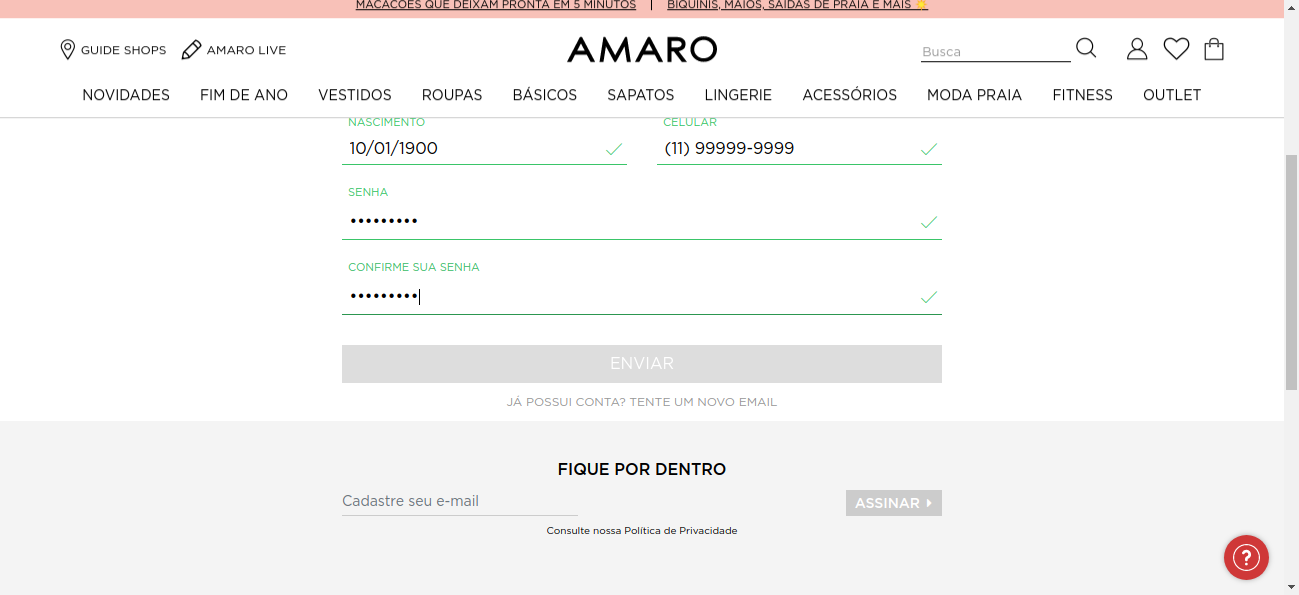 MACACÕES QUE DEIXAM PRONTA EM 5 MINUTOS | BIQUÍNIS, MAIÔS, SAÍDAS DE PRAIA E MAIS
GUIDE SHOPS AMARO LIVE
AMARO
Busca
NOVIDADES FIM DE ANO VESTIDOS ROUPAS BÁSICOS SAPATOS LINGERIE ACESSÓRIOS MODA PRAIA FITNESS OUTLET
NASCIMENTO CELULAR
10/01/1900 (11) 99999-9999
SENHA
•••••••••
CONFIRME SUA SENHA
•••••••••
ENVIAR
JÁ POSSUI CONTA? TENTE UM NOVO EMAIL
FIQUE POR DENTRO
Cadastre seu e-mail ASSINAR
Consulte nossa Política de Privacidade
?